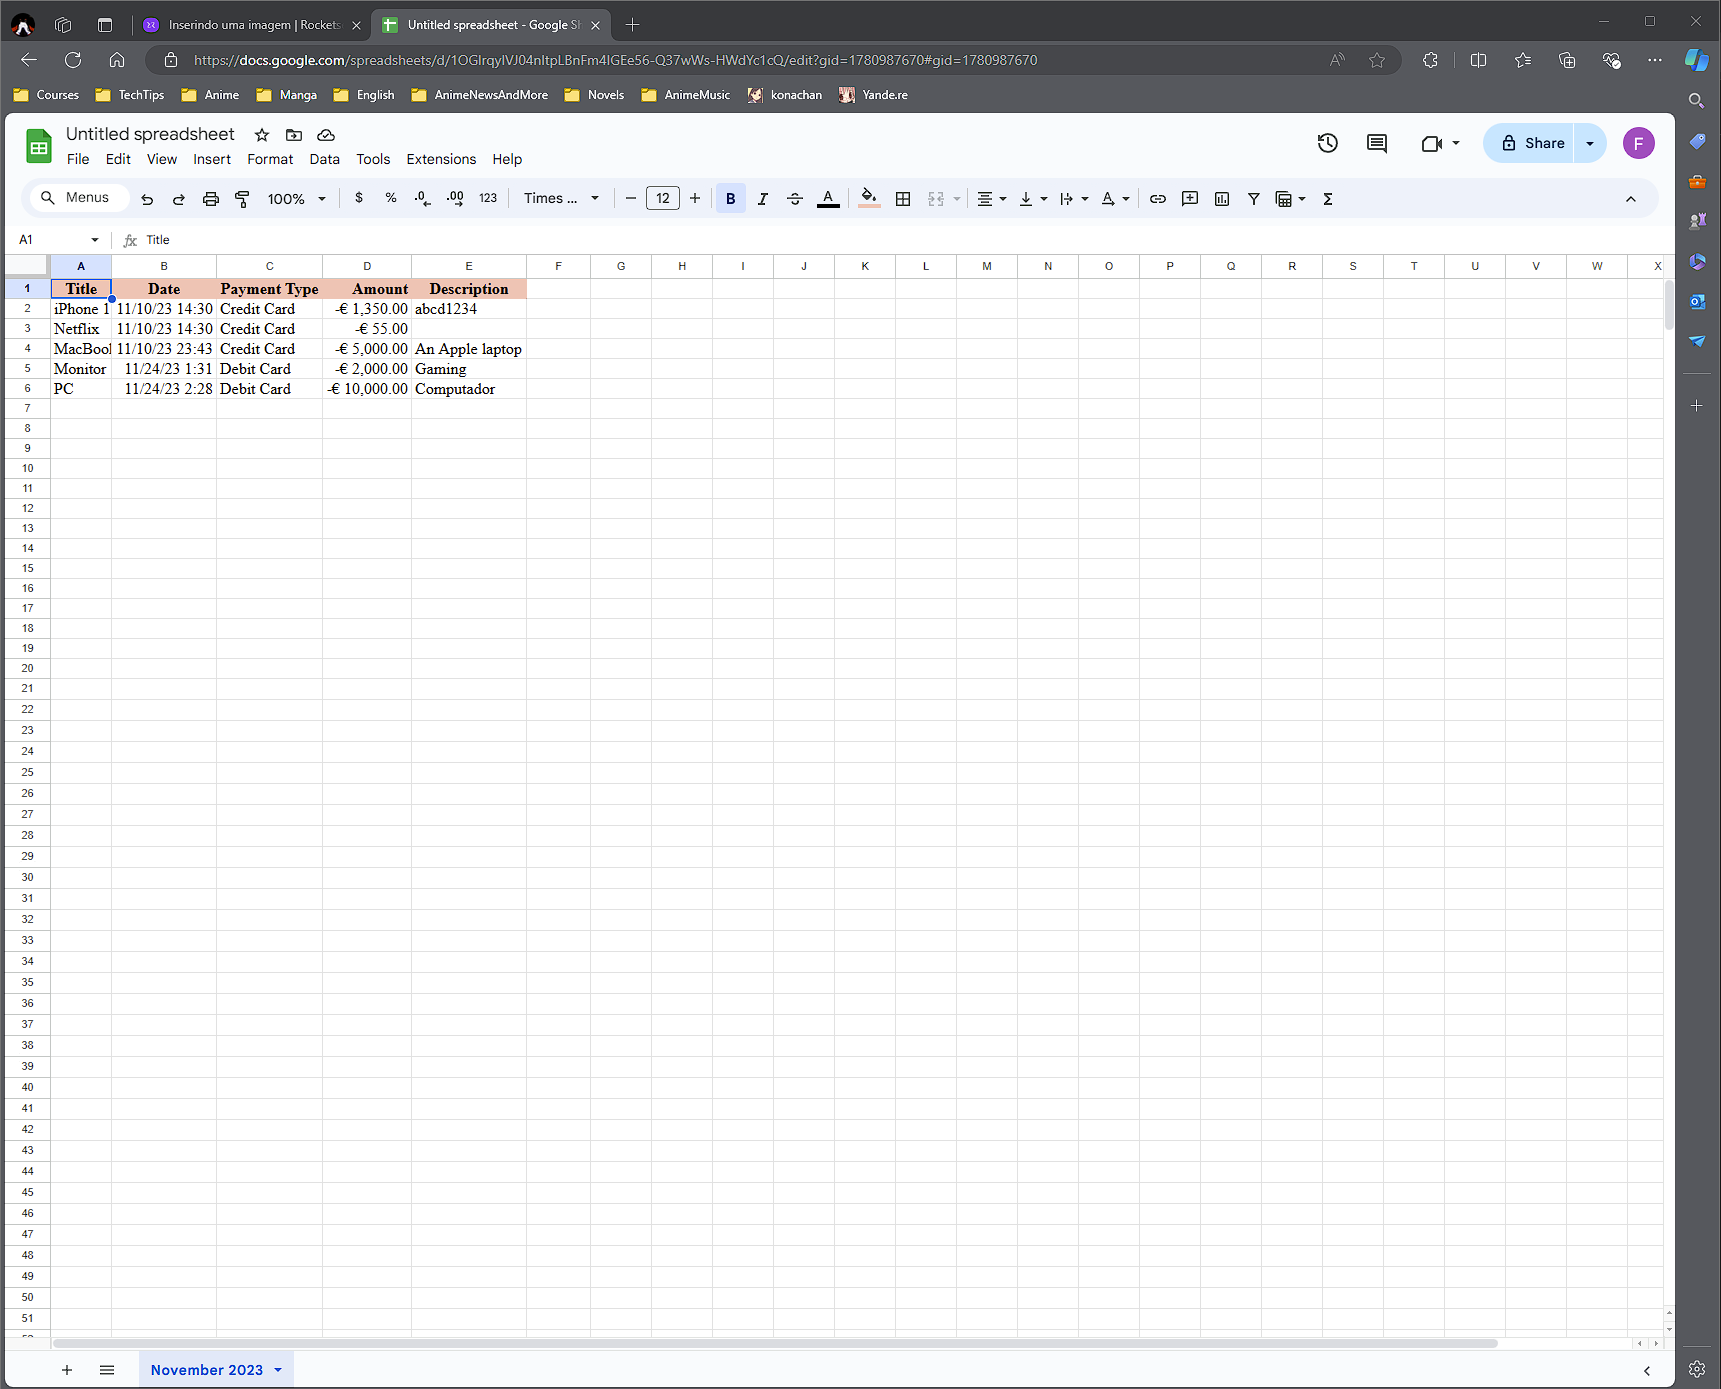 Inserindo uma imagem | Rockets
Untitled spreadsheet - Google Sh
https://docs.google.com/spreadsheets/d/1OGIrqyIVJ04nItpLBnFm4IGEe56-Q37wWs-HWdYc1cQ/edit?gid=1780987670#gid=1780987670
Courses TechTips Anime Manga English AnimeNewsAndMore Novels AnimeMusic konachan Yande.re
Untitled spreadsheet
File Edit View Insert Format Data Tools Extensions Help
Share
F
Menus 100% $ % .0 .00 123 Times ... 12 B I A
A1 fx Title
A B C D E F G H I J K L M N O P Q R S T U V W X
1 Title Date Payment Type Amount Description
2 iPhone 1 11/10/23 14:30 Credit Card -€ 1,350.00 abcd1234
3 Netflix 11/10/23 14:30 Credit Card -€ 55.00
4 MacBook 11/10/23 23:43 Credit Card -€ 5,000.00 An Apple laptop
5 Monitor 11/24/23 1:31 Debit Card -€ 2,000.00 Gaming
6 PC 11/24/23 2:28 Debit Card -€ 10,000.00 Computador
7
8
9
10
11
12
13
14
15
16
17
18
19
20
21
22
23
24
25
26
27
28
29
30
31
32
33
34
35
36
37
38
39
40
41
42
43
44
45
46
47
48
49
50
51
November 2023